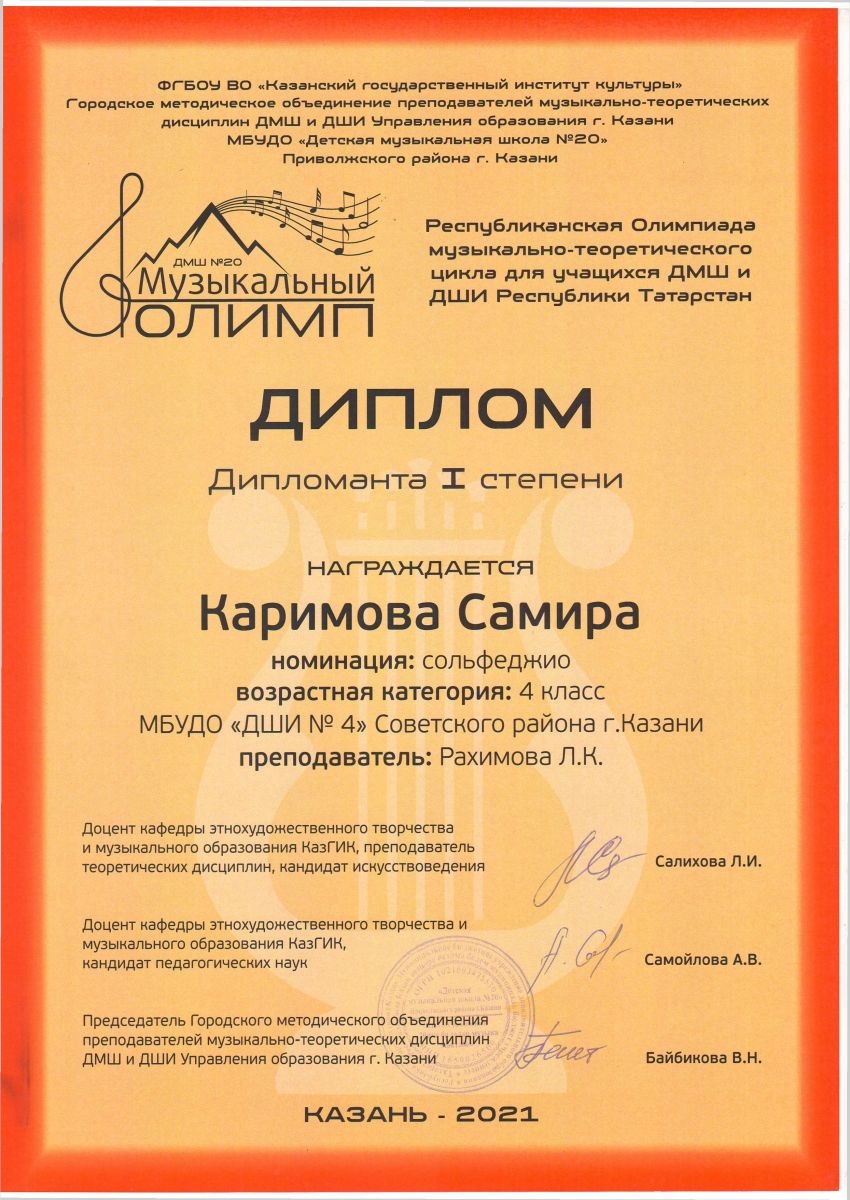 ФГБОУ ВО «Казанский государственный институт культуры»
Городское методическое объединение преподавателей музыкально-теоретических
дисциплин ДМШ и ДШИ Управления образования г. Казани
МБУДО «Детская музыкальная школа №20»
Приволжского района г. Казани
ДМШ №20
Музыкальный
ОЛИМП
Республиканская Олимпиада
музыкально-теоретического
цикла для учащихся ДМШ и
ДШИ Республики Татарстан
ДИПЛОМ
Дипломанта I степени
НАГРАЖДАЕТСЯ
Каримова Самира
номинация: сольфеджио
возрастная категория: 4 класс
МБУДО «ДШИ № 4» Советского района г.Казани
преподаватель: Рахимова Л.К.
Доцент кафедры этнохудожественного творчества
и музыкального образования КазГИК, преподаватель
теоретических дисциплин, кандидат искусствоведения
Салихова Л.И.
Доцент кафедры этнохудожественного творчества и
музыкального образования КазГИК,
кандидат педагогических наук
Самойлова А.В.
«Детская
музыкальная школа №20»
Председатель Городского методического объединения
преподавателей музыкально-теоретических дисциплин
ДМШ и ДШИ Управления образования г. Казани
Байбикова В.Н.
КАЗАНЬ - 2021